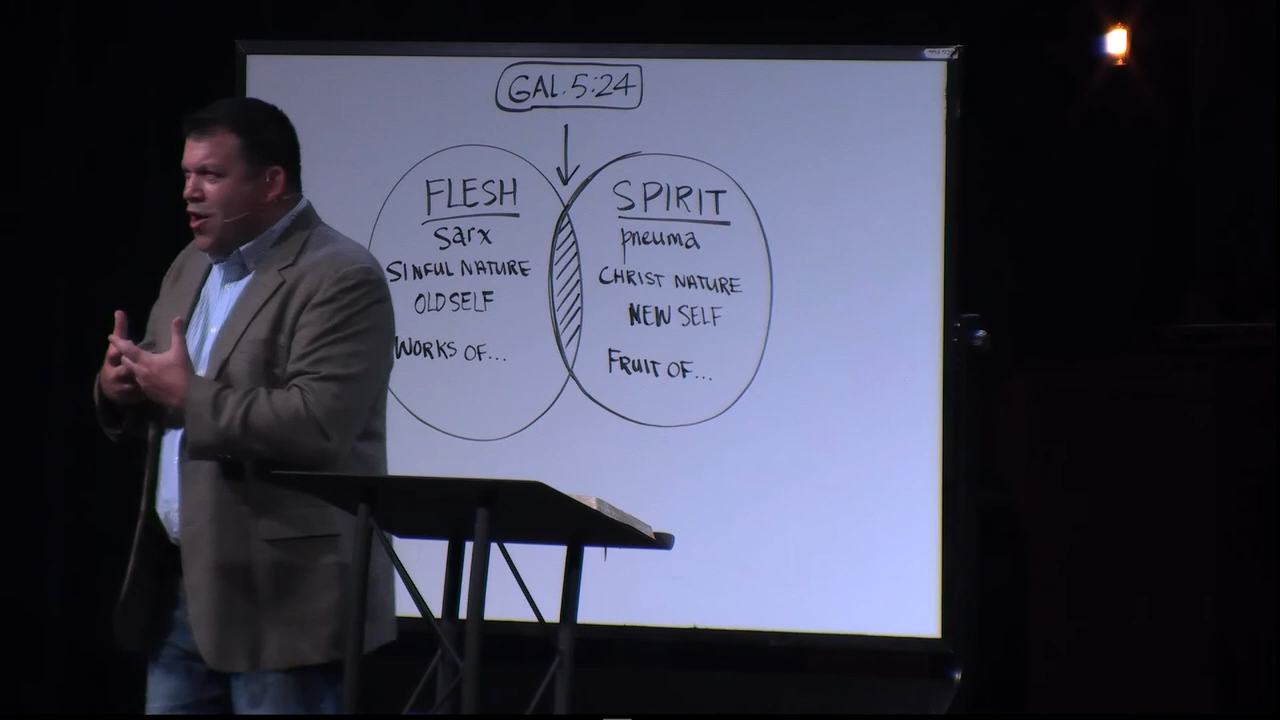 GAL. 5:24
FLESH
sarx
SINFUL NATURE
OLD SELF
WORKS OF...
SPIRIT
pneuma
CHRIST NATURE
NEW SELF
FRUIT OF...